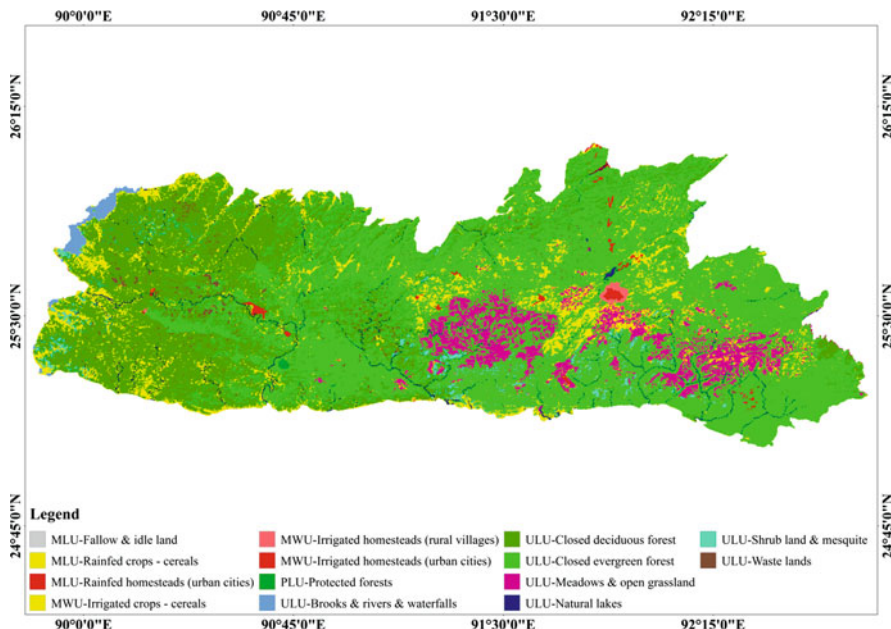 90°0'0"E 90°45'0"E 91°30'0"E 92°15'0"E
26°15'0"N 26°15'0"N
25°30'0"N 25°30'0"N
24°45'0"N 24°45'0"N
Legend
MLU-Fallow & idle land
MLU-Rainfed crops - cereals
MLU-Rainfed homesteads (urban cities)
MWU-Irrigated crops - cereals
MWU-Irrigated homesteads (rural villages)
MWU-Irrigated homesteads (urban cities)
PLU-Protected forests
ULU-Brooks & rivers & waterfalls
ULU-Closed deciduous forest
ULU-Closed evergreen forest
ULU-Meadows & open grassland
ULU-Natural lakes
ULU-Shrub land & mesquite
ULU-Waste lands
90°0'0"E 90°45'0"E 91°30'0"E 92°15'0"E